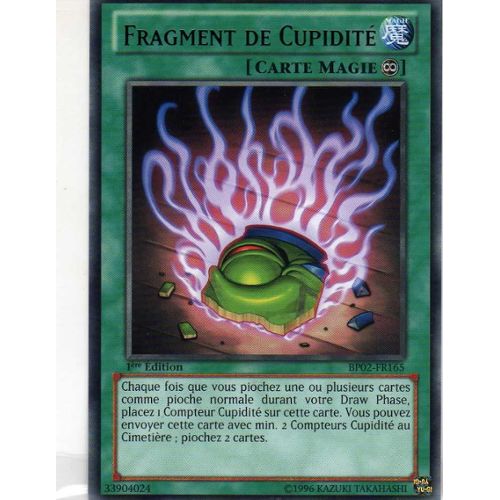 FRAGMENT DE CUPIDITÉ
MAGIE
魔
[CARTE MAGIE ]
1ère Edition
BP02-FR165
Chaque fois que vous piochez une ou plusieurs cartes
comme pioche normale durant votre Draw Phase,
placez 1 Compteur Cupidité sur cette carte. Vous pouvez
envoyer cette carte avec min. 2 Compteurs Cupidité au
Cimetière ; piochez 2 cartes.
33904024
©1996 KAZUKI TAKAHASHI